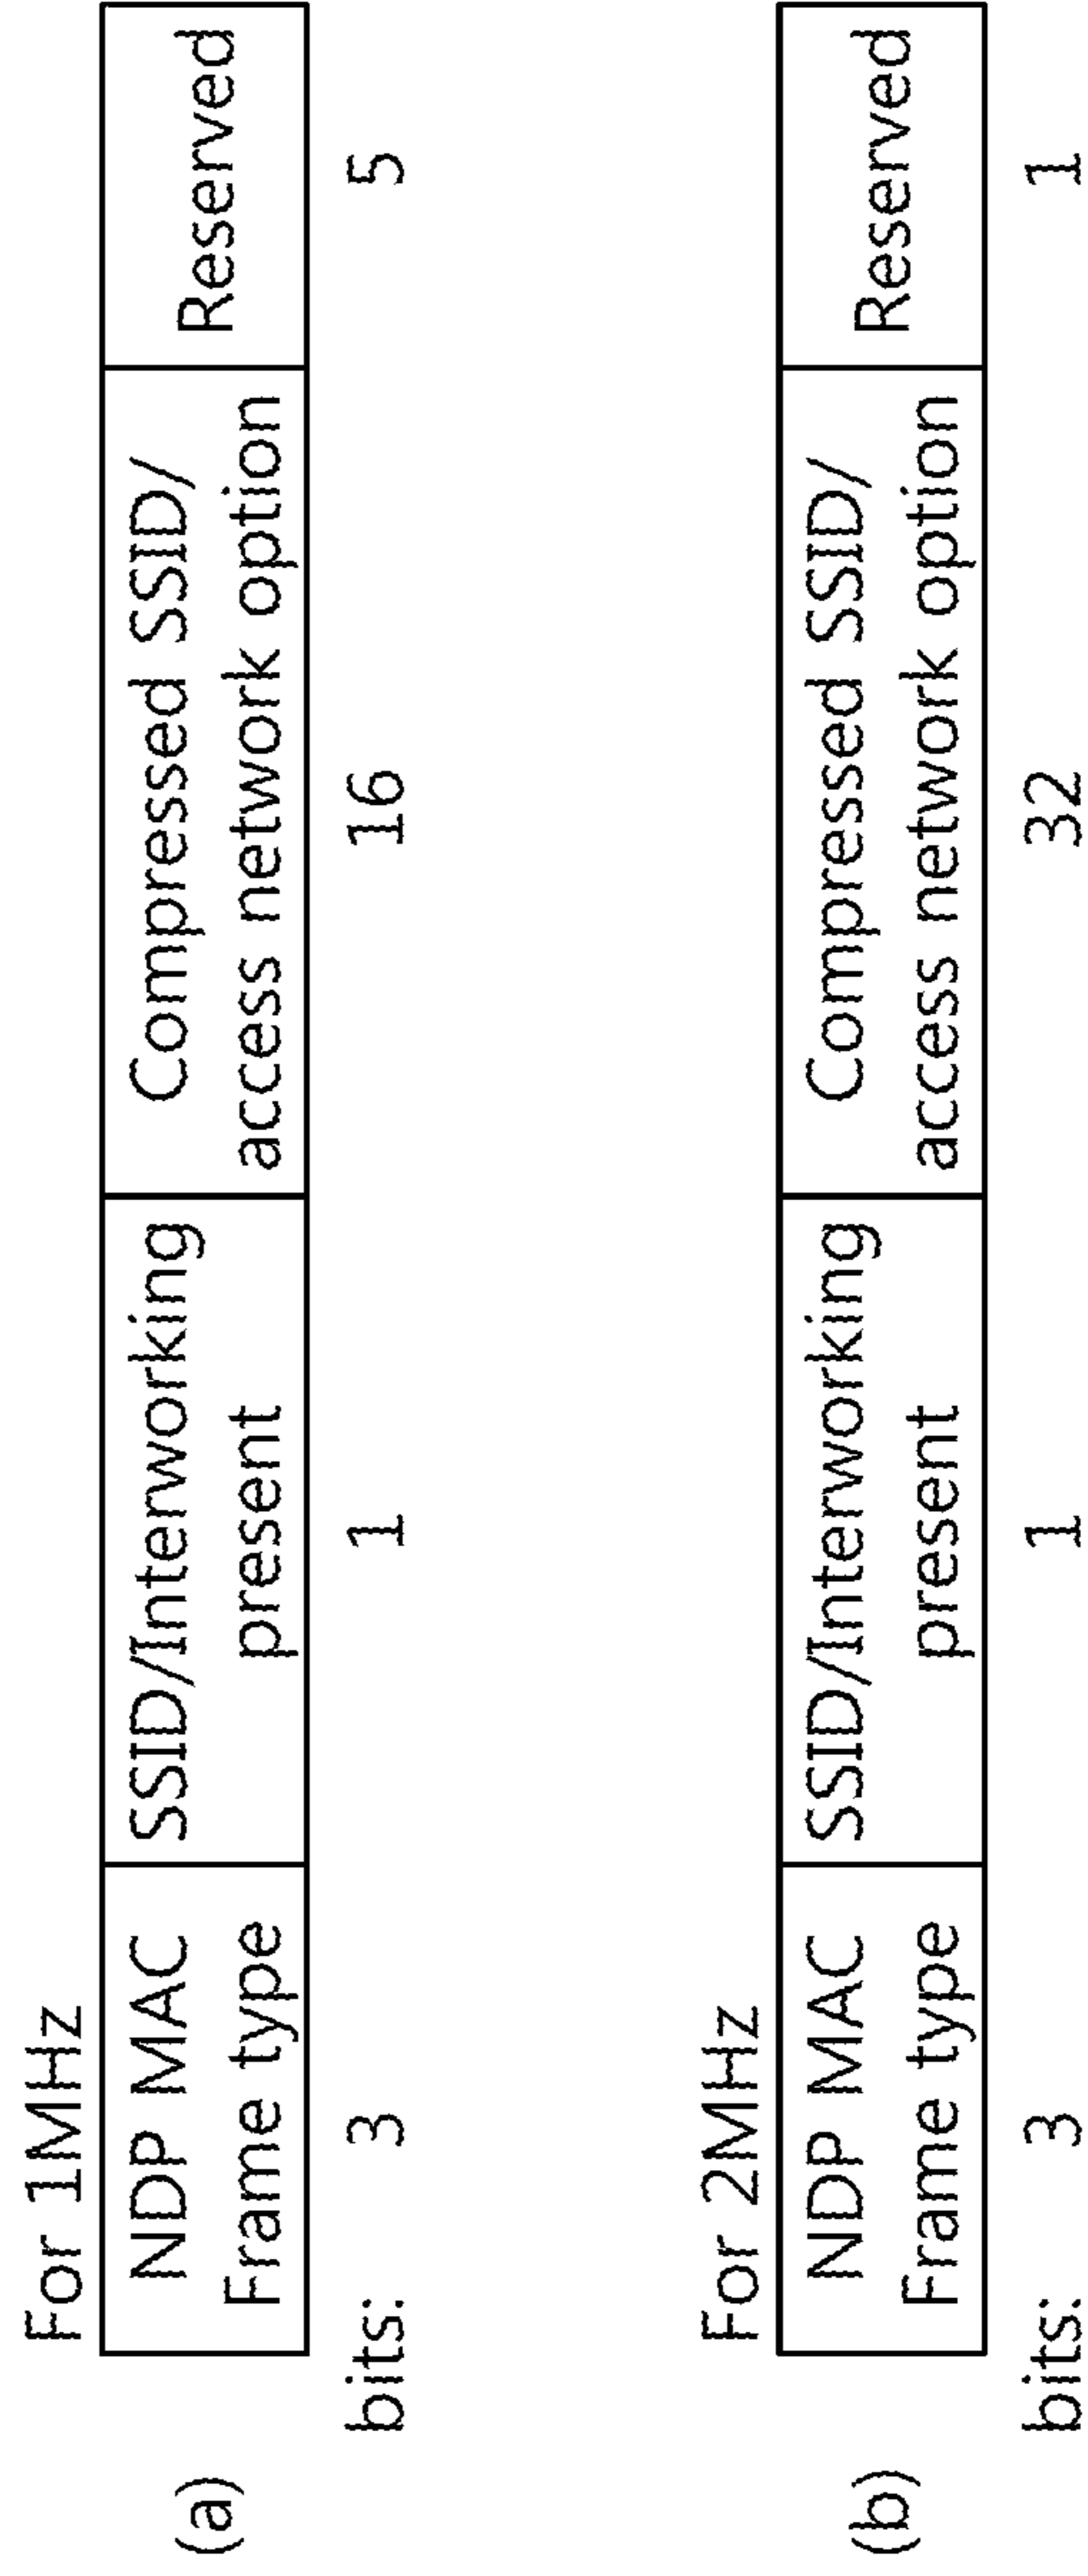 For 1MHz
(a)
NDP MAC
Frame type
SSID/Interworking
present
Compressed SSID/
access network option
Reserved
bits: 3 1 16 5
For 2MHz
(b)
NDP MAC
Frame type
SSID/Interworking
present
Compressed SSID/
access network option
Reserved
bits: 3 1 32 1